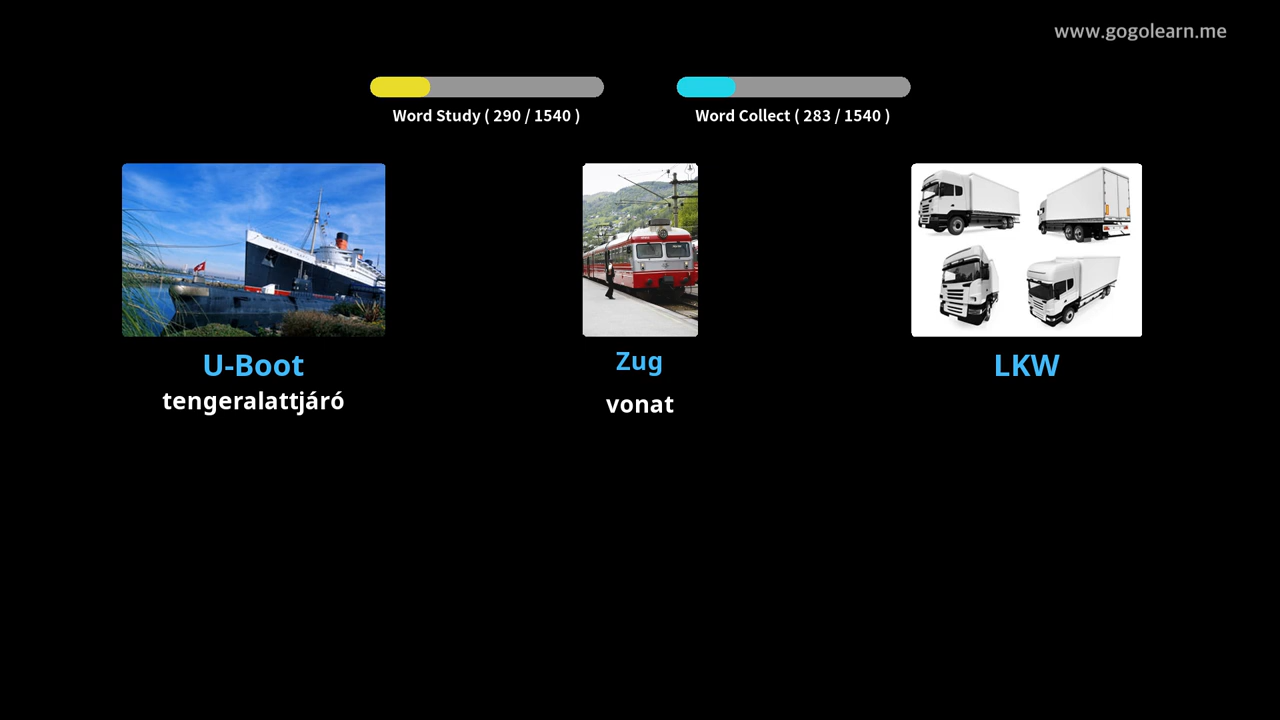 www.gogolearn.me
Word Study ( 290 / 1540 )
Word Collect ( 283 / 1540 )
U-Boot
Zug
LKW
tengeralattjáró
vonat